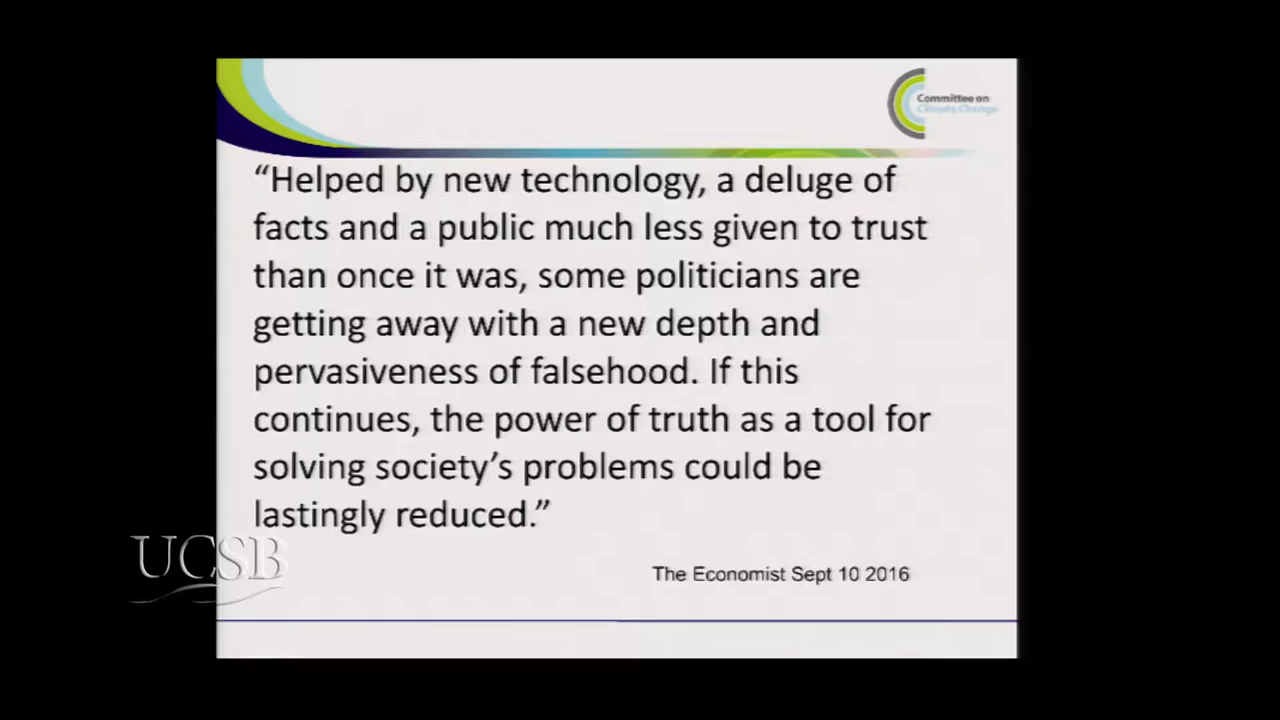 Committee on
Climate Change
“Helped by new technology, a deluge of
facts and a public much less given to trust
than once it was, some politicians are
getting away with a new depth and
pervasiveness of falsehood. If this
continues, the power of truth as a tool for
solving society’s problems could be
lastingly reduced.”
UCSB
The Economist Sept 10 2016